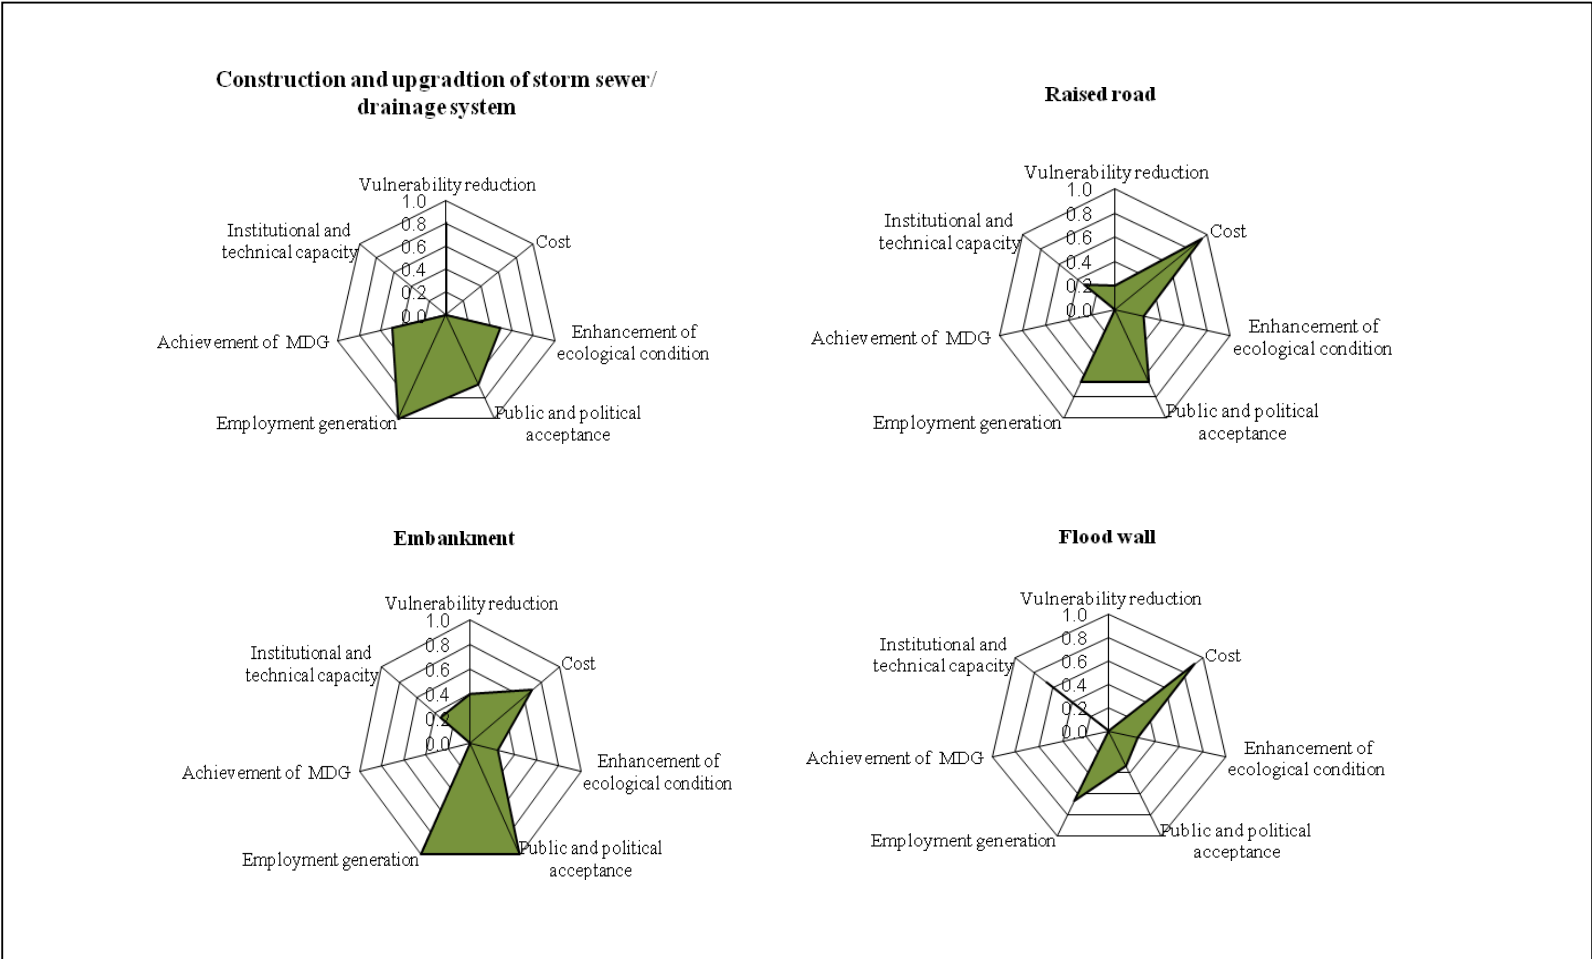 Construction and upgradtion of storm sewer/
drainage system
Vulnerability reduction
1.0
0.8
0.6
0.4
0.2
0.0
Cost
Enhancement of
ecological condition
Public and political
acceptance
Employment generation
Achievement of MDG
Institutional and
technical capacity
Raised road
Vulnerability reduction
1.0
0.8
0.6
0.4
0.2
0.0
Cost
Enhancement of
ecological condition
Public and political
acceptance
Employment generation
Achievement of MDG
Institutional and
technical capacity
Embankment
Vulnerability reduction
1.0
0.8
0.6
0.4
0.2
0.0
Cost
Enhancement of
ecological condition
Public and political
acceptance
Employment generation
Achievement of MDG
Institutional and
technical capacity
Flood wall
Vulnerability reduction
1.0
0.8
0.6
0.4
0.2
0.0
Cost
Enhancement of
ecological condition
Public and political
acceptance
Employment generation
Achievement of MDG
Institutional and
technical capacity